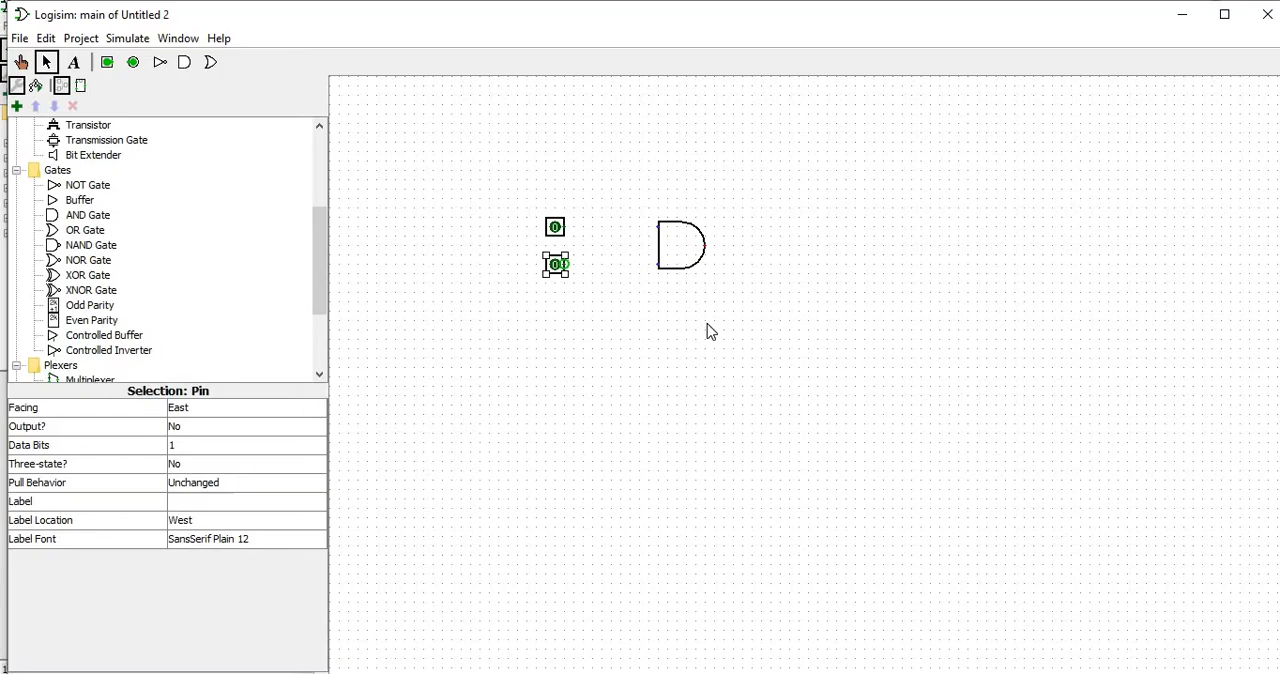 Logisim: main of Untitled 2
File Edit Project Simulate Window Help
A
Transistor
Transmission Gate
Bit Extender
Gates
NOT Gate
Buffer
AND Gate
OR Gate
NAND Gate
NOR Gate
XOR Gate
XNOR Gate
Odd Parity
Even Parity
Controlled Buffer
Controlled Inverter
Plexers
Multiplexer
Selection: Pin
Facing East
Output? No
Data Bits 1
Three-state? No
Pull Behavior Unchanged
Label
Label Location West
Label Font SansSerif Plain 12
0
0